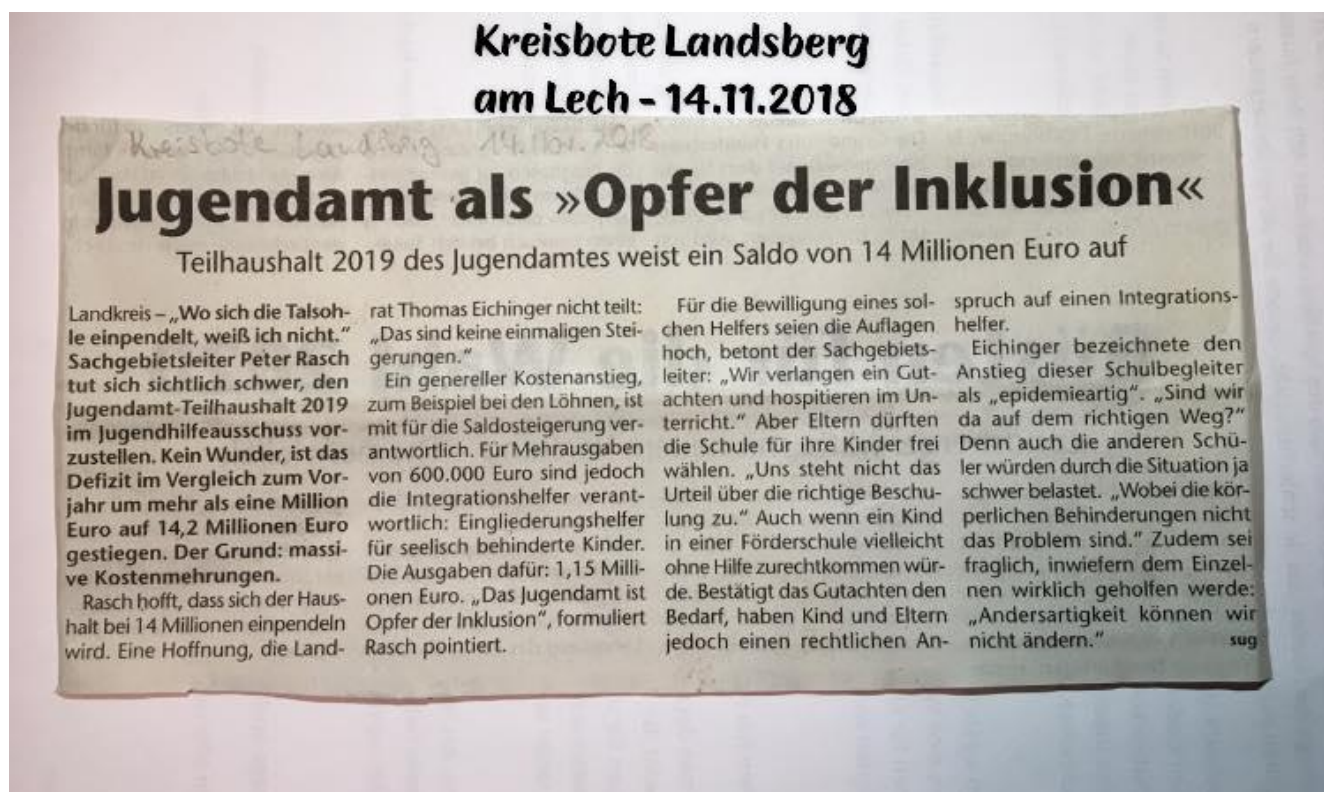 Kreisbote Landsberg
am Lech - 14.11.2018
Kreisbote Landsberg 14. Nov. 2018
Jugendamt als »Opfer der Inklusion«
Teilhaushalt 2019 des Jugendamtes weist ein Saldo von 14 Millionen Euro auf
Landkreis – „Wo sich die Talsoh-
le einpendelt, weiß ich nicht.“
Sachgebietsleiter Peter Rasch
tut sich sichtlich schwer, den
Jugendamt-Teilhaushalt 2019
im Jugendhilfeausschuss vor-
zustellen. Kein Wunder, ist das
Defizit im Vergleich zum Vor-
jahr um mehr als eine Million
Euro auf 14,2 Millionen Euro
gestiegen. Der Grund: massi-
ve Kostenmehrungen.
Rasch hofft, dass sich der Haus-
halt bei 14 Millionen einpendeln
wird. Eine Hoffnung, die Land-
rat Thomas Eichinger nicht teilt:
„Das sind keine einmaligen Stei-
gerungen.“
Ein genereller Kostenanstieg,
zum Beispiel bei den Löhnen, ist
mit für die Saldosteigerung ver-
antwortlich. Für Mehrausgaben
von 600.000 Euro sind jedoch
die Integrationshelfer verant-
wortlich: Eingliederungshelfer
für seelisch behinderte Kinder.
Die Ausgaben dafür: 1,15 Milli-
onen Euro. „Das Jugendamt ist
Opfer der Inklusion“, formuliert
Rasch pointiert.
Für die Bewilligung eines sol-
chen Helfers seien die Auflagen
hoch, betont der Sachgebiets-
leiter: „Wir verlangen ein Gut-
achten und hospitieren im Un-
terricht.“ Aber Eltern dürften
die Schule für ihre Kinder frei
wählen. „Uns steht nicht das
Urteil über die richtige Beschu-
lung zu.“ Auch wenn ein Kind
in einer Förderschule vielleicht
ohne Hilfe zurechtkommen wür-
de. Bestätigt das Gutachten den
Bedarf, haben Kind und Eltern
jedoch einen rechtlichen An-
spruch auf einen Integrations-
helfer.
Eichinger bezeichnete den
Anstieg dieser Schulbegleiter
als „epidemieartig“. „Sind wir
da auf dem richtigen Weg?“
Denn auch die anderen Schü-
ler würden durch die Situation ja
schwer belastet. „Wobei die kör-
perlichen Behinderungen nicht
das Problem sind.“ Zudem sei
fraglich, inwiefern dem Einzel-
nen wirklich geholfen werde:
„Andersartigkeit können wir
nicht ändern.“ sug